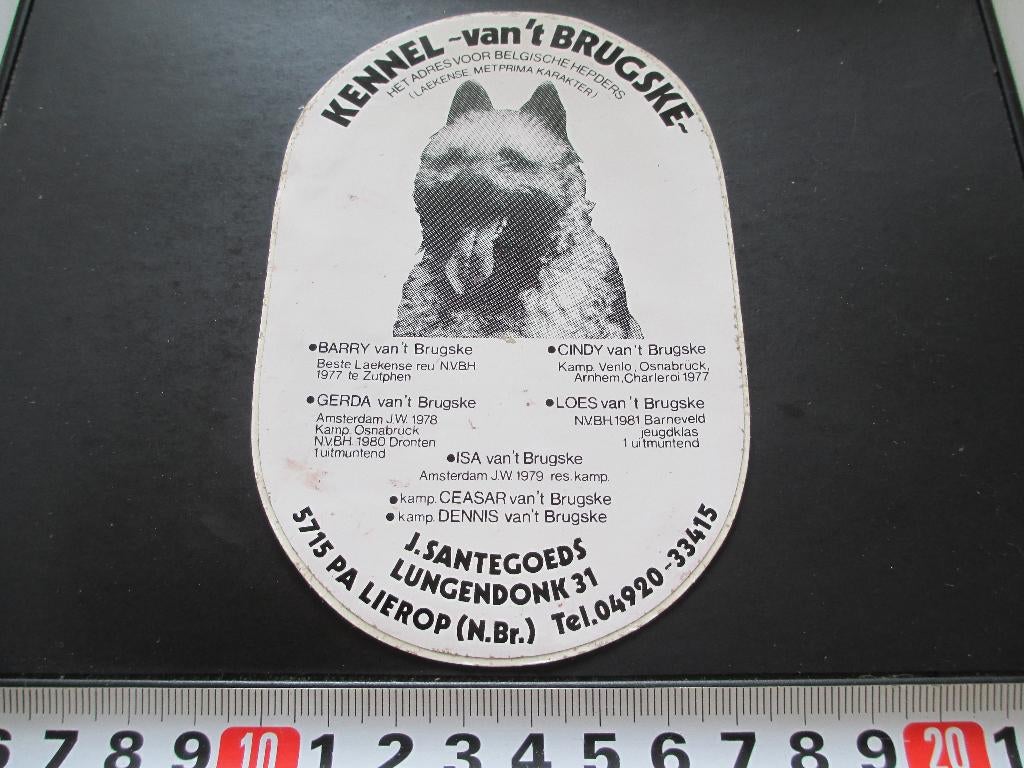 KENNEL ~van't BRUGSKE~
HET ADRES VOOR BELGISCHE HEPDERS
(LAEKENSE MET PRIMA KARAKTER)
•BARRY van't Brugske
Beste Laekense reu N.V.B.H.
1977 te Zutphen
•CINDY van't Brugske
Kamp. Venlo, Osnabruck,
Arnhem, Charleroi 1977
•GERDA van't Brugske
Amsterdam J.W. 1978
Kamp. Osnabruck
N.V.B.H. 1980 Dronten
1 uitmuntend
•LOES van't Brugske
N.V.B.H. 1981 Barneveld
jeugdklas
1 uitmuntend
•ISA van't Brugske
Amsterdam J.W. 1979 res. kamp.
•kamp. CEASAR van't Brugske
•kamp. DENNIS van't Brugske
J. SANTEGOEDS
LUNGENDONK 31
5715 PA LIEROP (N.Br.) Tel. 04920-33415
6 7 8 9 10 1 2 3 4 5 6 7 8 9 20 1